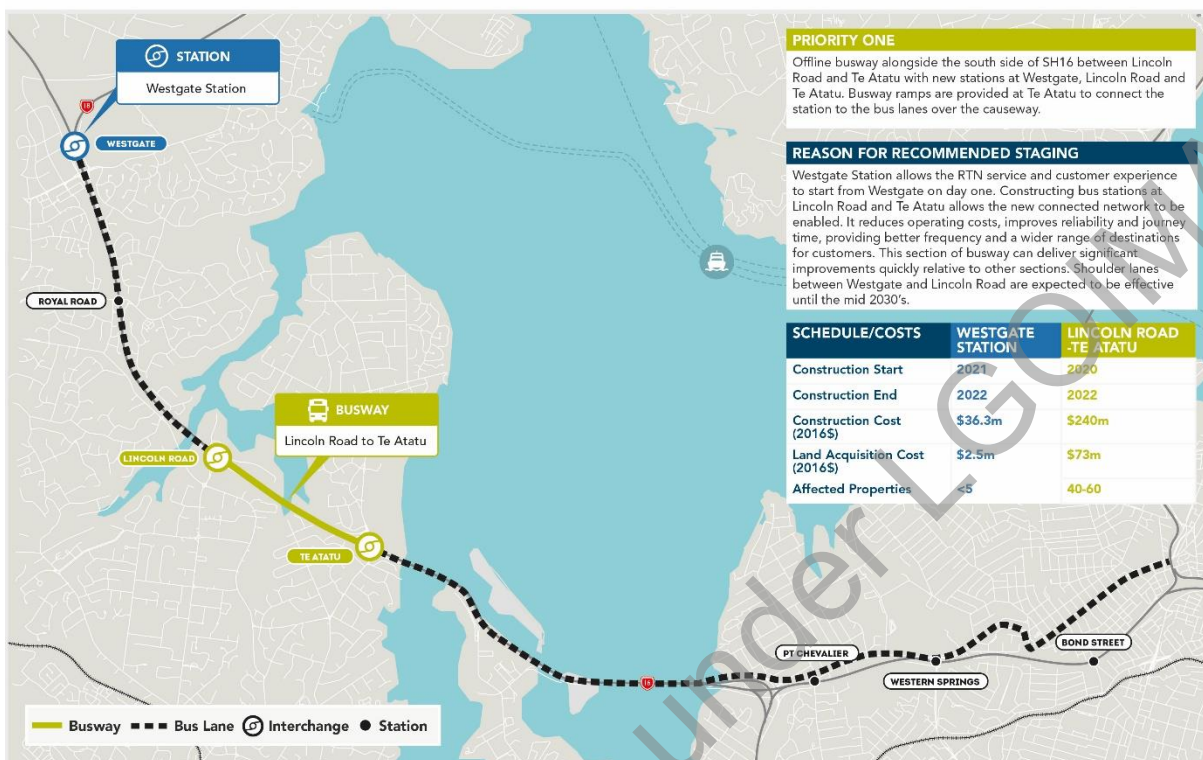 STATION
Westgate Station
18
WESTGATE
ROYAL ROAD
BUSWAY
Lincoln Road to Te Atatu
LINCOLN ROAD
TE ATATU
16
PT CHEVALIER
WESTERN SPRINGS
BOND STREET
Busway
Bus Lane
Interchange
Station
PRIORITY ONE
Offline busway alongside the south side of SH16 between Lincoln
Road and Te Atatu with new stations at Westgate, Lincoln Road and
Te Atatu. Busway ramps are provided at Te Atatu to connect the
station to the bus lanes over the causeway.
REASON FOR RECOMMENDED STAGING
Westgate Station allows the RTN service and customer experience
to start from Westgate on day one. Constructing bus stations at
Lincoln Road and Te Atatu allows the new connected network to be
enabled. It reduces operating costs, improves reliability and journey
time, providing better frequency and a wider range of destinations
for customers. This section of busway can deliver significant
improvements quickly relative to other sections. Shoulder lanes
between Westgate and Lincoln Road are expected to be effective
until the mid 2030's.
SCHEDULE/COSTS WESTGATE STATION LINCOLN ROAD -TE ATATU
Construction Start 2021 2020
Construction End 2022 2022
Construction Cost (2016$) $36.3m $240m
Land Acquisition Cost (2016$) $2.5m $73m
Affected Properties <5 40-60
under LGOIMA